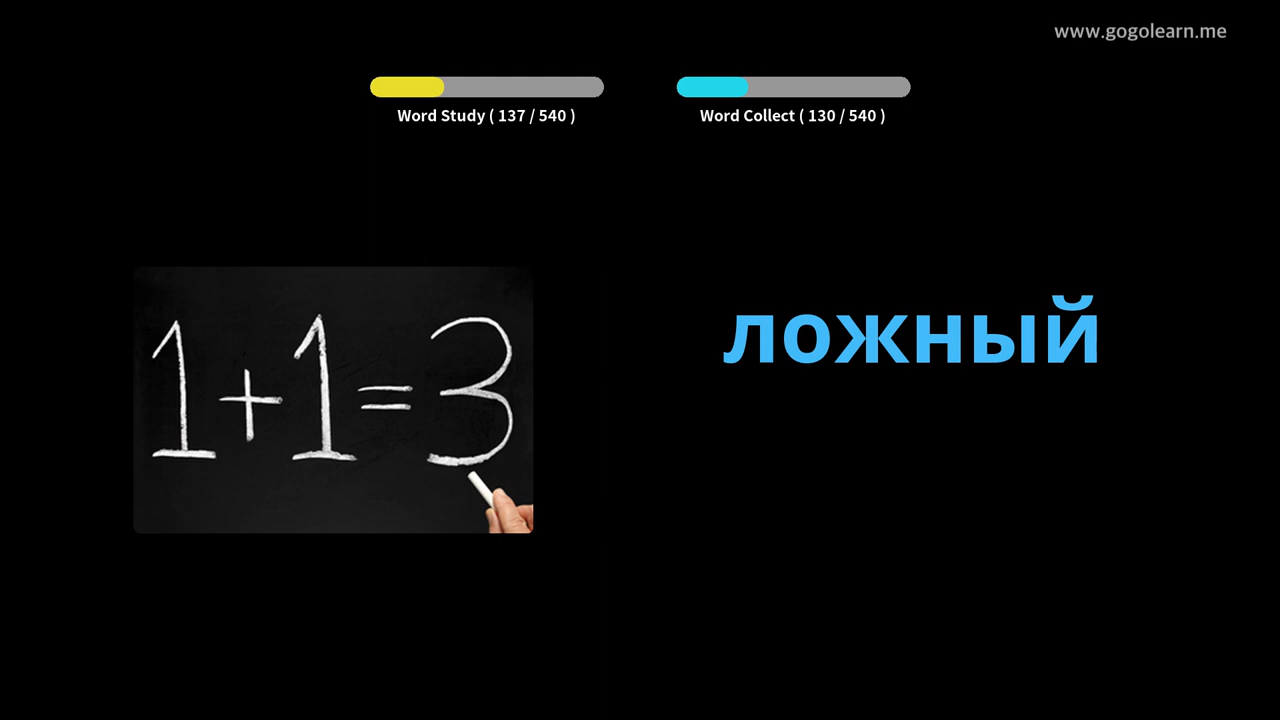 www.gogolearn.me
Word Study ( 137 / 540 )
Word Collect ( 130 / 540 )
1+1=3
ложный